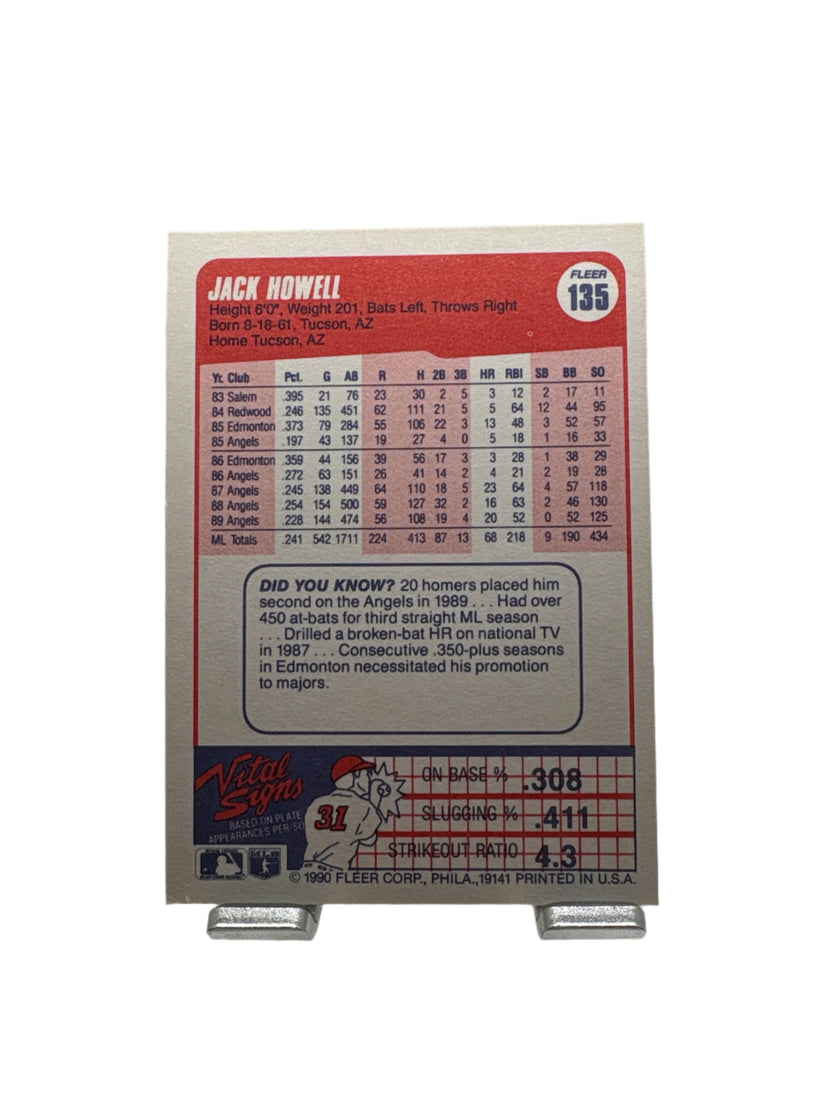 JACK HOWELL
FLEER
135
Height 6'0", Weight 201, Bats Left, Throws Right
Born 8-18-61, Tucson, AZ
Home Tucson, AZ
Yr. Club Pct. G AB R H 2B 3B HR RBI SB BB SO
83 Salem .395 21 76 23 30 2 5 3 12 2 17 11
84 Redwood .246 135 451 62 111 21 5 5 64 12 44 95
85 Edmonton .373 79 284 55 106 22 3 13 48 3 52 57
85 Angels .197 43 137 19 27 4 0 5 18 1 16 33
86 Edmonton .359 44 156 39 56 17 3 3 28 1 38 29
86 Angels .272 63 151 26 41 14 2 4 21 2 19 28
87 Angels .245 138 449 64 110 18 5 23 64 4 57 118
88 Angels .254 154 500 59 127 32 2 16 63 2 46 130
89 Angels .228 144 474 56 108 19 4 20 52 0 52 125
ML Totals .241 542 1711 224 413 87 13 68 218 9 190 434
DID YOU KNOW? 20 homers placed him
second on the Angels in 1989 . . . Had over
450 at-bats for third straight ML season
. . . Drilled a broken-bat HR on national TV
in 1987 . . . Consecutive .350-plus seasons
in Edmonton necessitated his promotion
to majors.
Vital
Signs
BASED ON PLATE
APPEARANCES PER/SO
31
ON BASE % .308
SLUGGING % .411
STRIKEOUT RATIO 4.3
© 1990 FLEER CORP., PHILA., 19141 PRINTED IN U.S.A.